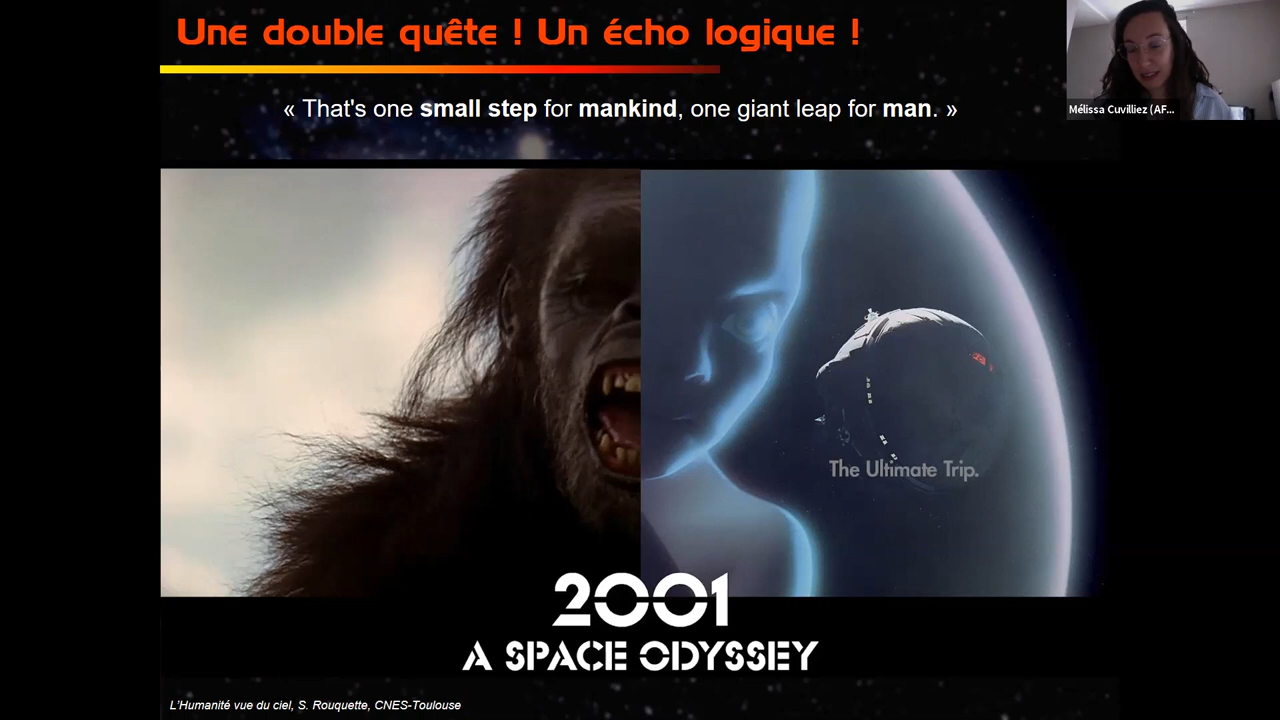 Une double quête ! Un écho logique !
Mélissa Cuvilliez (AF...
« That's one small step for mankind, one giant leap for man. »
The Ultimate Trip.
2001
A SPACE ODYSSEY
L'Humanité vue du ciel, S. Rouquette, CNES-Toulouse